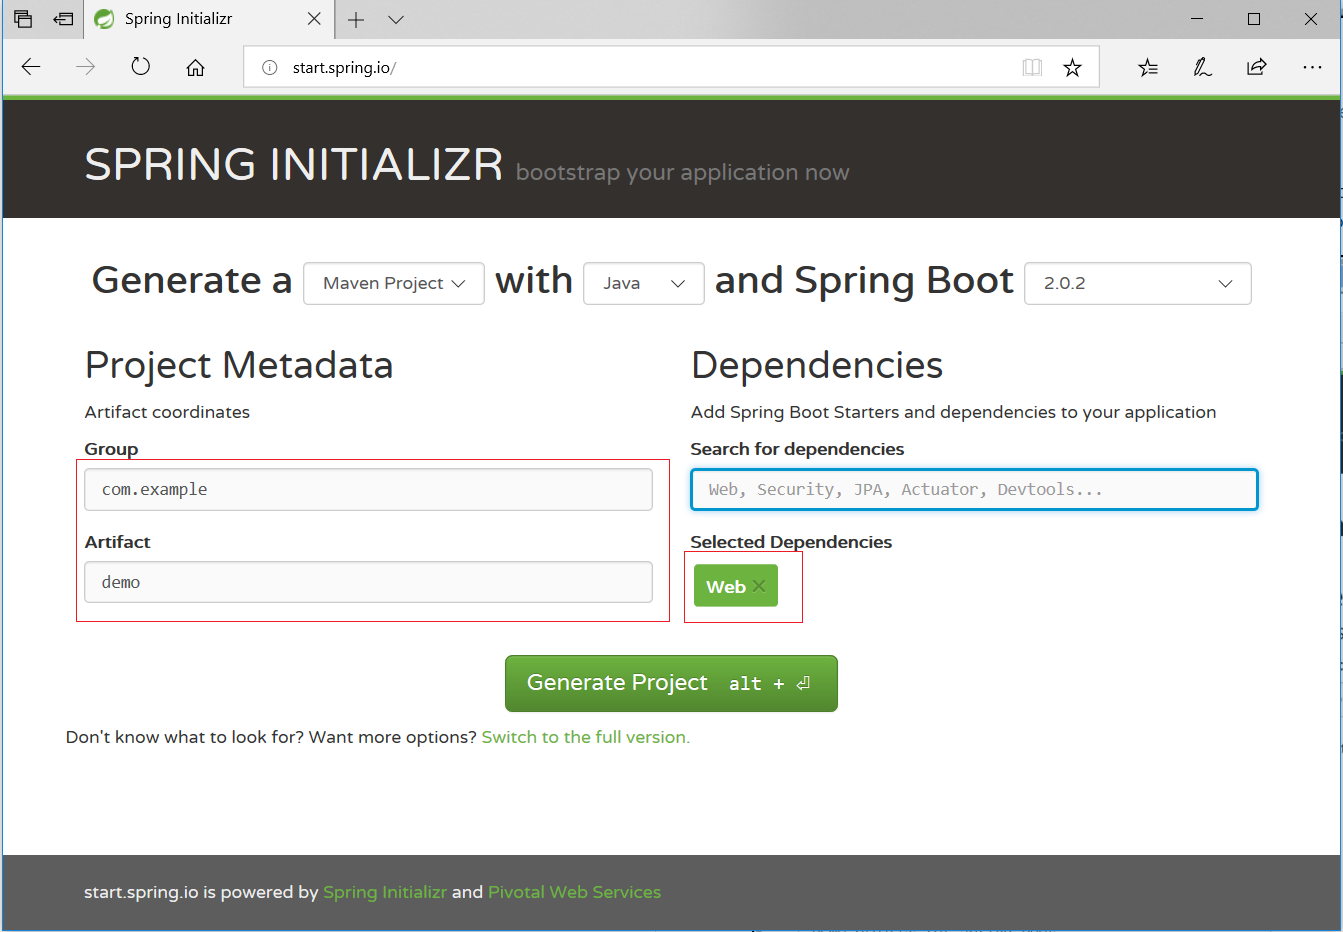 Spring Initializr
start.spring.io/
SPRING INITIALIZR bootstrap your application now
Generate a Maven Project with Java and Spring Boot 2.0.2
Project Metadata
Artifact coordinates
Group
com.example
Artifact
demo
Dependencies
Add Spring Boot Starters and dependencies to your application
Search for dependencies
Web, Security, JPA, Actuator, Devtools...
Selected Dependencies
Web
Generate Project alt + ⏎
Don't know what to look for? Want more options? Switch to the full version.
start.spring.io is powered by Spring Initializr and Pivotal Web Services